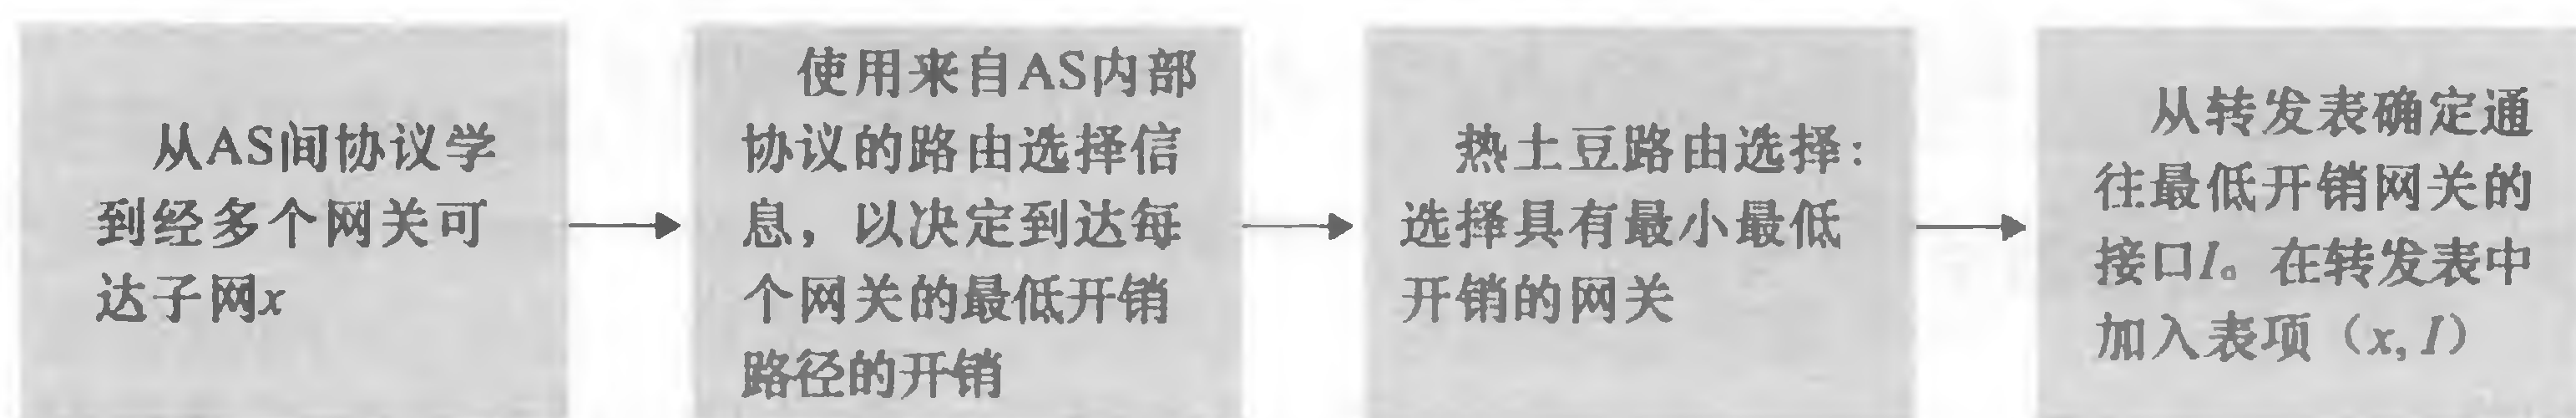 从AS间协议学
到经多个网关可
达子网x
使用来自AS内部
协议的路由选择信
息，以决定到达每
个网关的最低开销
路径的开销
热土豆路由选择：
选择具有最小最低
开销的网关
从转发表确定通
往最低开销网关的
接口I。在转发表中
加入表项（x, I）